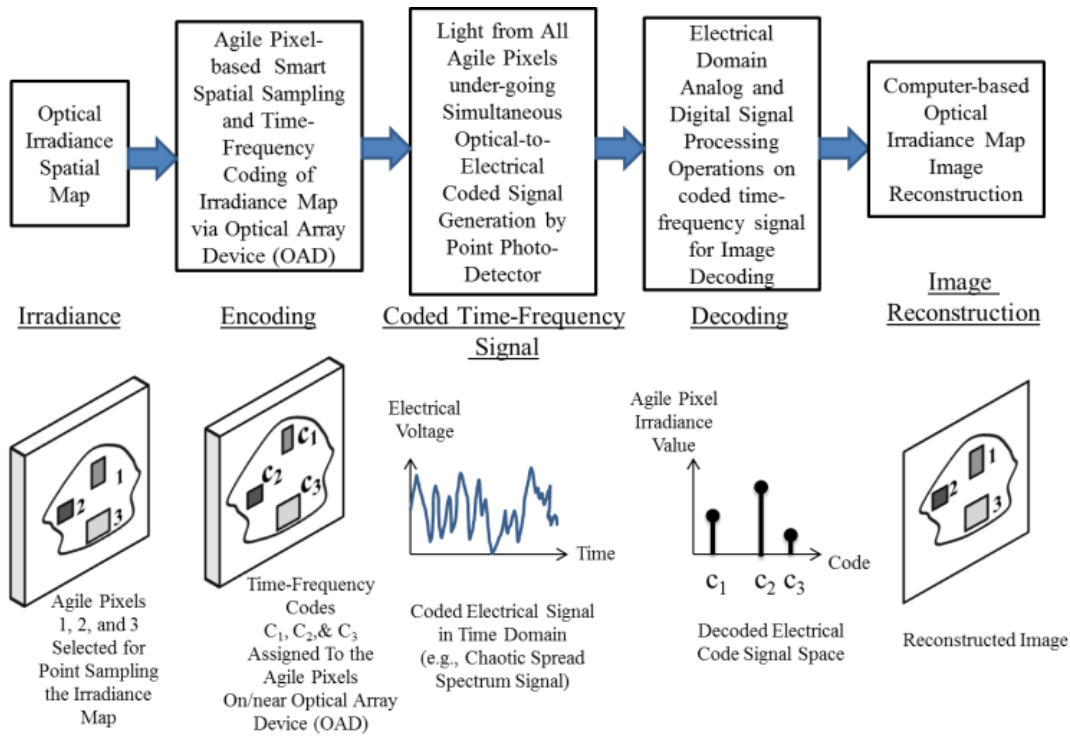 Optical
Irradiance
Spatial
Map
Agile Pixel-
based Smart
Spatial Sampling
and Time-
Frequency
Coding of
Irradiance Map
via Optical Array
Device (OAD)
Light from All
Agile Pixels
under-going
Simultaneous
Optical-to-
Electrical
Coded Signal
Generation by
Point Photo-
Detector
Electrical
Domain
Analog and
Digital Signal
Processing
Operations on
coded time-
frequency signal
for Image
Decoding
Computer-based
Optical
Irradiance Map
Image
Reconstruction
Irradiance
Encoding
Coded Time-Frequency
Signal
Decoding
Image
Reconstruction
1
2
3
Agile Pixels
1, 2, and 3
Selected for
Point Sampling
the Irradiance
Map
c1
c2
c3
Time-Frequency
Codes
C1, C2,& C3
Assigned To the
Agile Pixels
On/near Optical Array
Device (OAD)
Electrical
Voltage
Time
Coded Electrical Signal
in Time Domain
(e.g., Chaotic Spread
Spectrum Signal)
Agile Pixel
Irradiance
Value
Code
c1 c2 c3
Decoded Electrical
Code Signal Space
1
2
3
Reconstructed Image